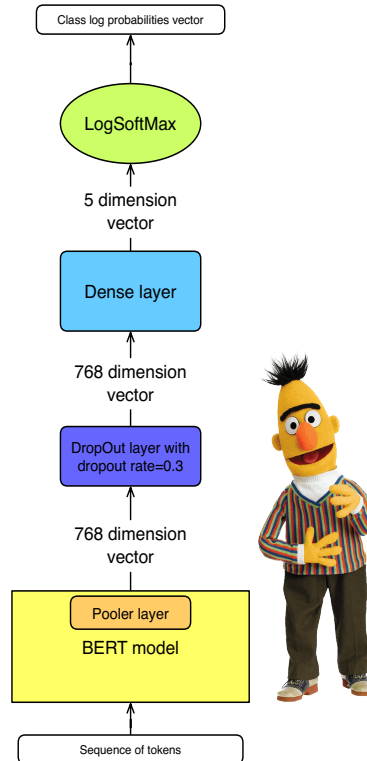 Class log probabilities vector
LogSoftMax
5 dimension
vector
Dense layer
768 dimension
vector
DropOut layer with
dropout rate=0.3
768 dimension
vector
Pooler layer
BERT model
Sequence of tokens